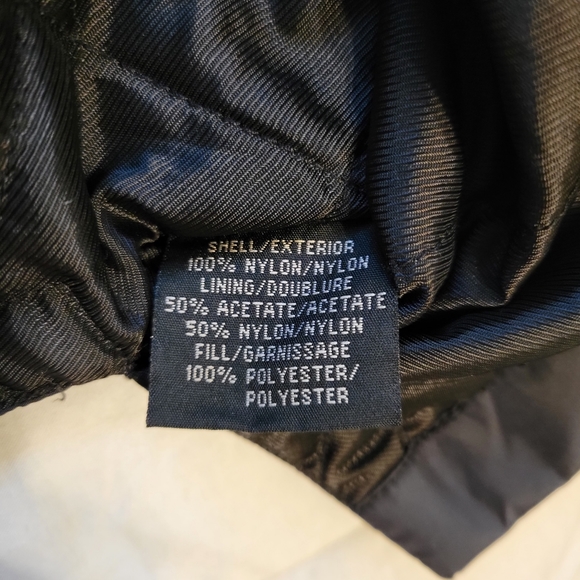 SHELL/EXTERIOR
100% NYLON/NYLON
LINING/DOUBLURE
50% ACETATE/ACETATE
50% NYLON/NYLON
FILL/GARNISSAGE
100% POLYESTER/
POLYESTER